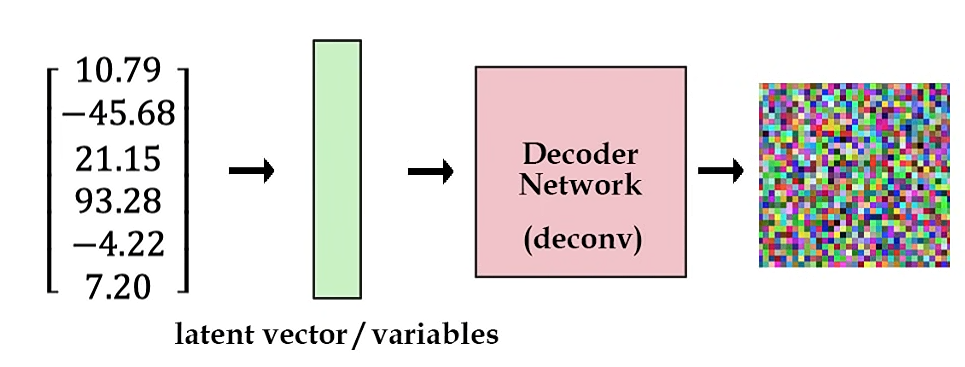 10.79
−45.68
21.15
93.28
−4.22
7.20
Decoder
Network
(deconv)
latent vector / variables